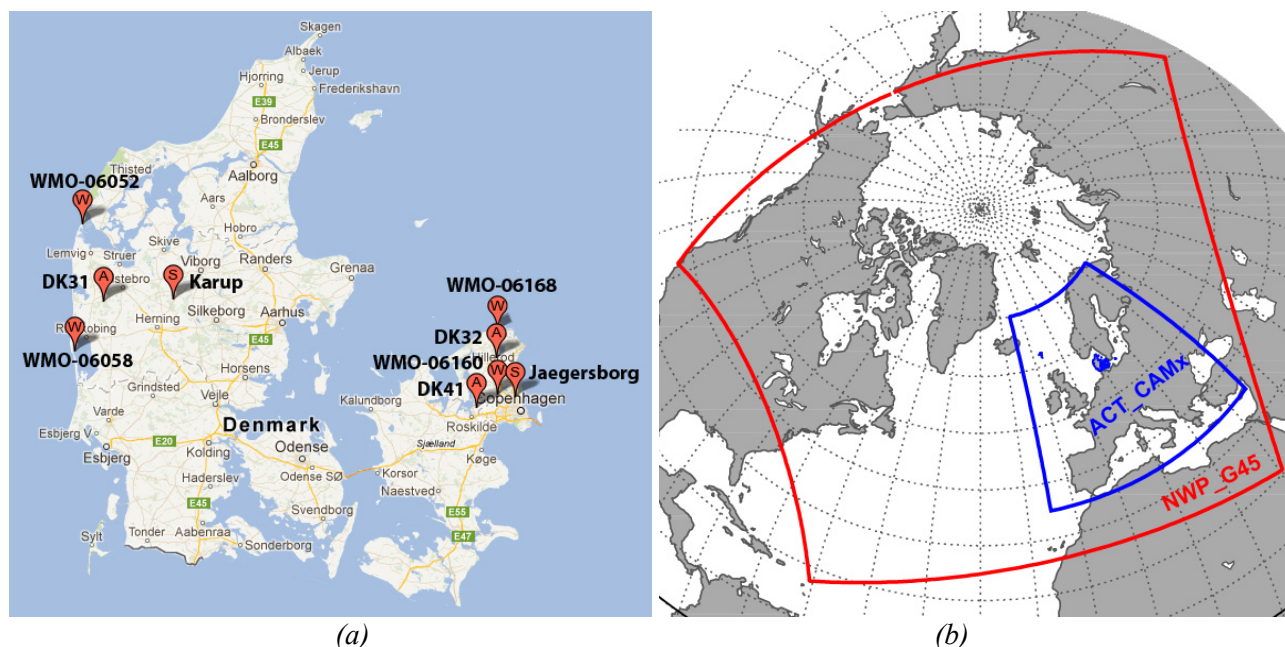 Skagen
Albaek
Jerup
Hjorring
Frederikshavn
E39
Bronderslev
E45
Thisted
Aalborg
WMO-06052
Aars
Hobro
Lemvig
Struer
Skive
Viborg
Randers
Grenaa
DK31
Karup
WMO-06168
Silkeborg
Aarhus
Herning
E45
DK32
WMO-06058
WMO-06160
Jaegersborg
Horsens
DK41
Copenhagen
Grindsted
Vejle
Kalundborg
Varde
Denmark
Roskilde
Esbjerg V
E20
Odense
Sjælland
Køge
Esbjerg
Kolding
Odense SØ
Korsor
Haderslev
Naestved
E45
Svendborg
E55
Tonder
Aabenraa
Sonderborg
E47
Sylt
W
A
S
W
W
A
W
S
A
ACT_CAMx
NWP_G45
(a)
(b)